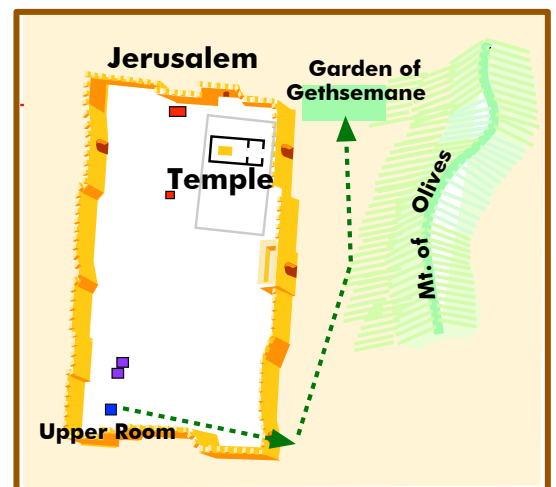 Jerusalem
Garden of
Gethsemane
Temple
Mt. of Olives
Upper Room